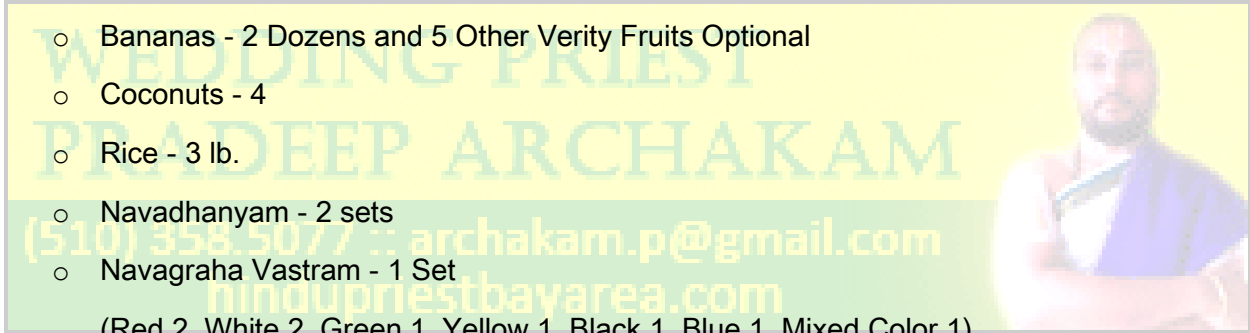 WEDDING PRIEST
PRADEEP ARCHAKAM
(510) 358.5077 :: archakam.p@gmail.com
hindupriestbayarea.com
o Bananas - 2 Dozens and 5 Other Verity Fruits Optional
o Coconuts - 4
o Rice - 3 lb.
o Navadhanyam - 2 sets
o Navagraha Vastram - 1 Set
(Red 2, White 2, Green 1, Yellow 1, Black 1, Blue 1, Mixed Color 1)